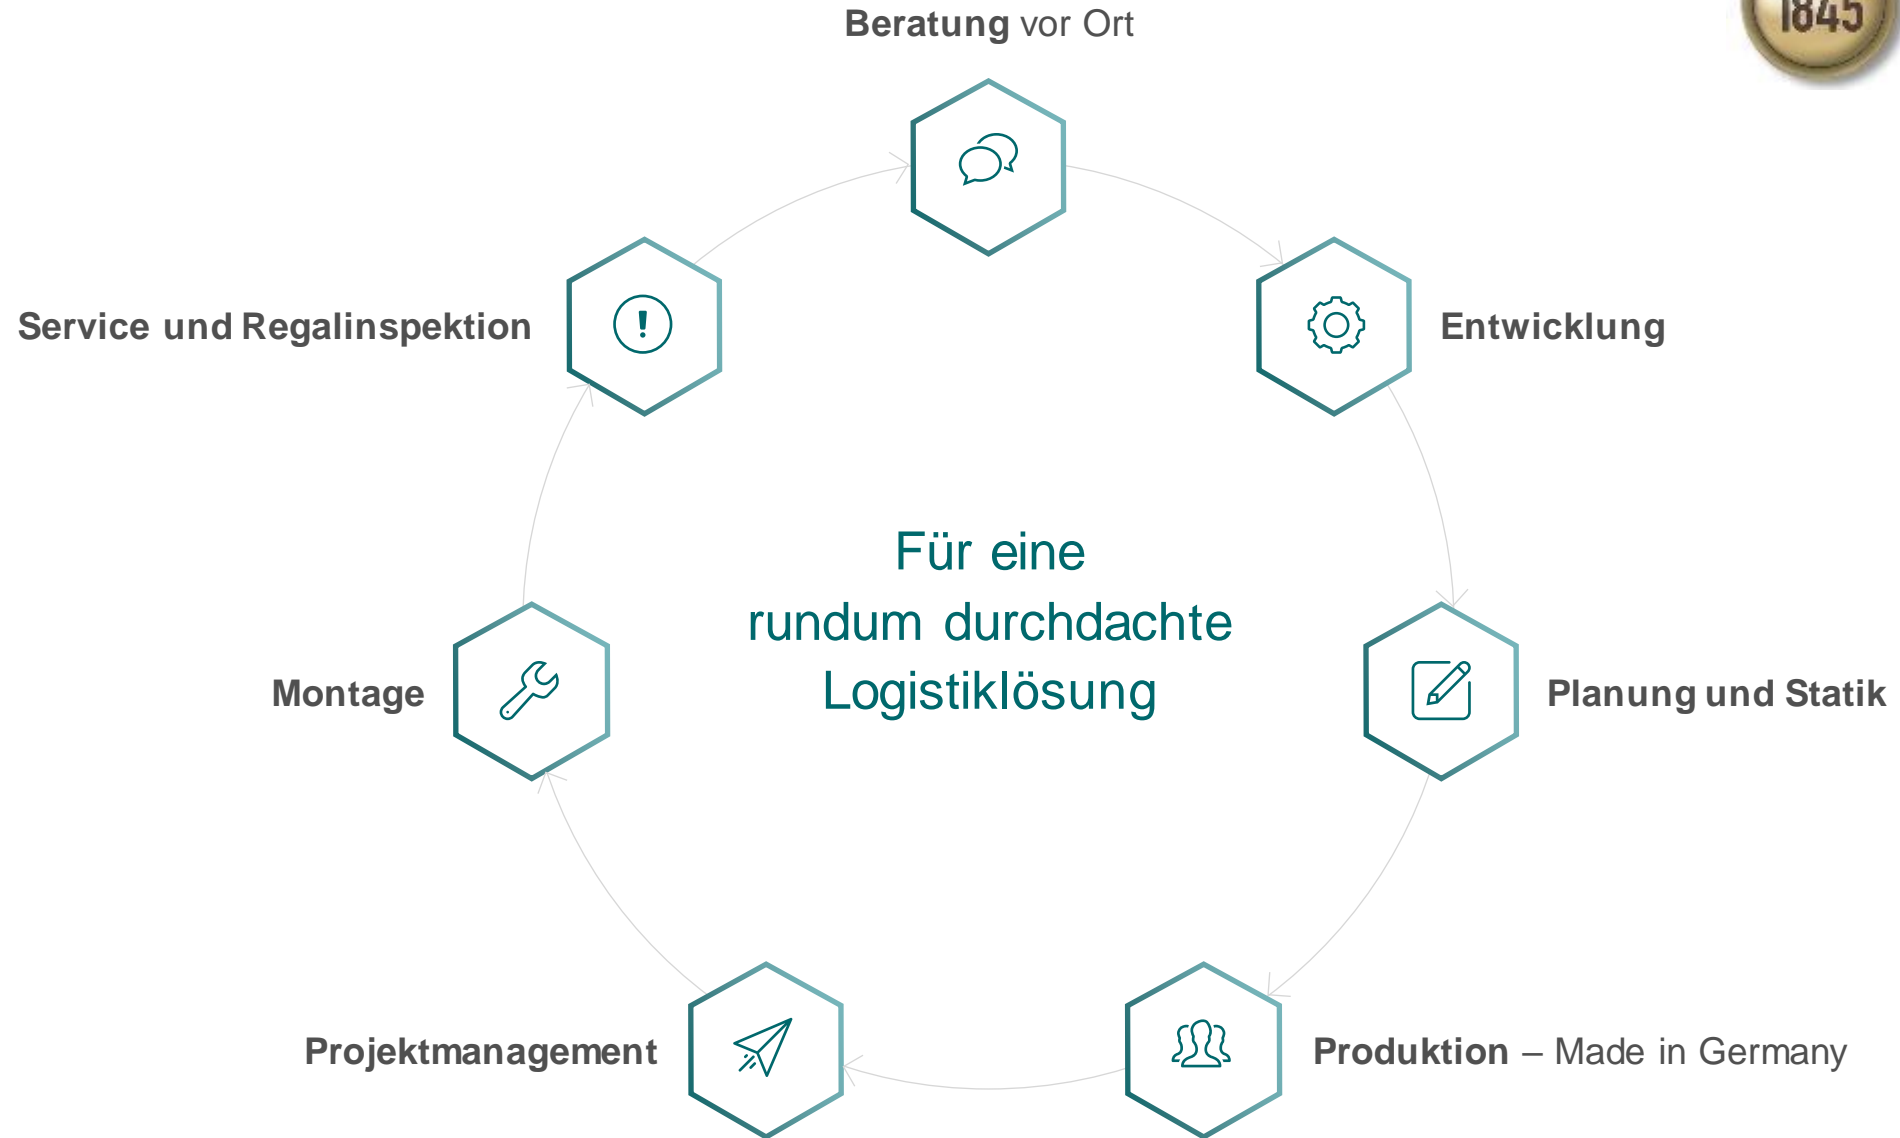 Beratung vor Ort
1845
Service und Regalinspektion
Entwicklung
Für eine
rundum durchdachte
Logistiklösung
Montage
Planung und Statik
Projektmanagement
Produktion – Made in Germany